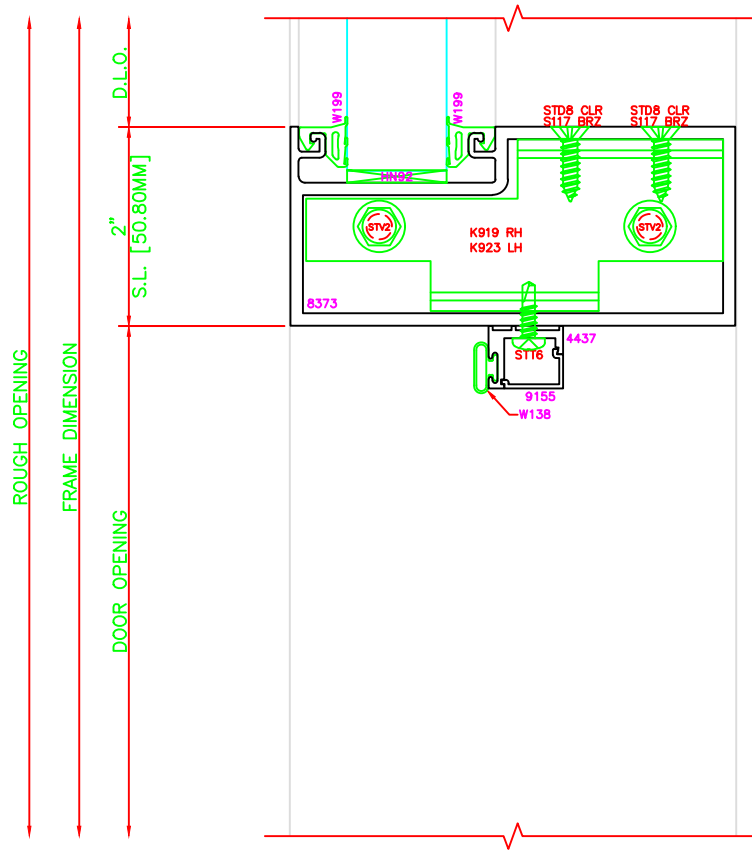 D.L.O.
W199
W199
STD8 CLR
S117 BRZ
STD8 CLR
S117 BRZ
2"
S.L. [50.80MM]
HN92
STV2
K919 RH
K923 LH
STV2
8373
4437
STT6
9155
W138
ROUGH OPENING
FRAME DIMENSION
DOOR OPENING